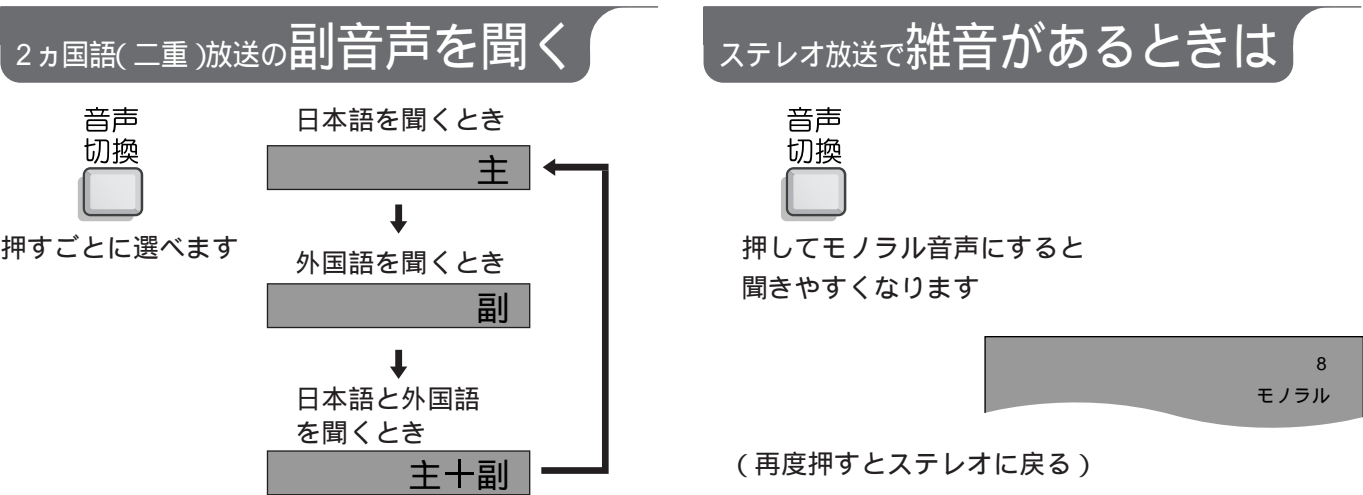 2ヵ国語(二重)放送の副音声を聞く
音声
切換
押すごとに選べます
日本語を聞くとき
主
外国語を聞くとき
副
日本語と外国語
を聞くとき
主＋副
ステレオ放送で雑音があるときは
音声
切換
押してモノラル音声にすると
聞きやすくなります
8
モノラル
(再度押すとステレオに戻る)